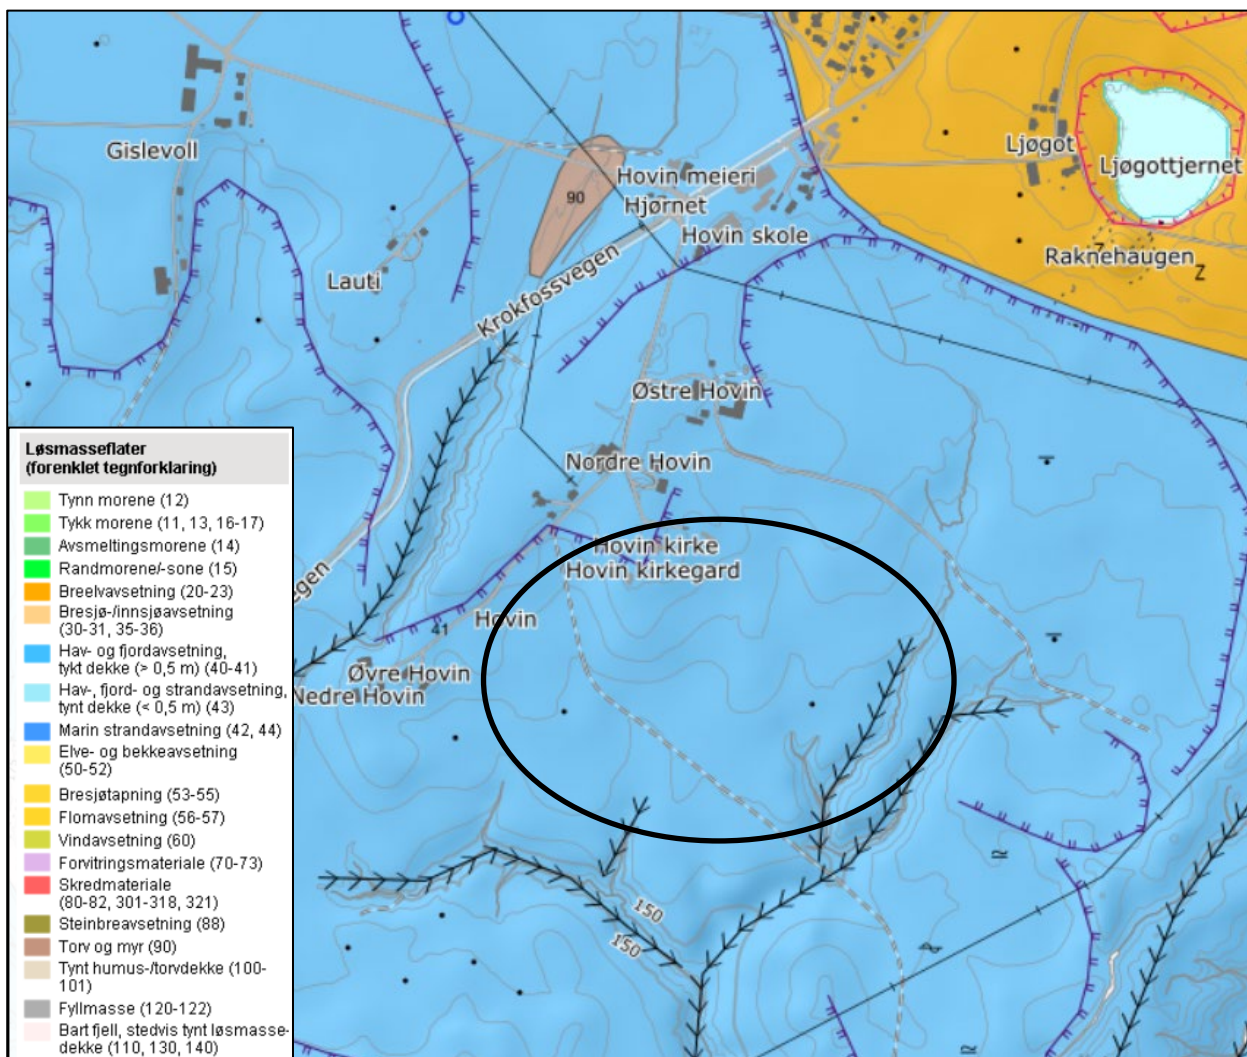 Gislevoll
Ljøgot
Ljøgottjernet
Hovin meieri
90
Hjørnet
Hovin skole
Raknehaugen
Z
Z
Lauti
Krokfossvegen
Østre Hovin
Nordre Hovin
Hovin kirke
Hovin kirkegard
egen
Hovin
41
Øvre Hovin
Nedre Hovin
150
150
Løsmasseflater
(forenklet tegnforklaring)
Tynn morene (12)
Tykk morene (11, 13, 16-17)
Avsmeltingsmorene (14)
Randmorene/-sone (15)
Breelvavsetning (20-23)
Bresjø-/innsjøavsetning
(30-31, 35-36)
Hav- og fjordavsetning,
tykt dekke (> 0,5 m) (40-41)
Hav-, fjord- og strandavsetning,
tynt dekke (< 0,5 m) (43)
Marin strandavsetning (42, 44)
Elve- og bekkeavsetning
(50-52)
Bresjøtapning (53-55)
Flomavsetning (56-57)
Vindavsetning (60)
Forvitringsmateriale (70-73)
Skredmateriale
(80-82, 301-318, 321)
Steinbreavsetning (88)
Torv og myr (90)
Tynt humus-/torvdekke (100-
101)
Fyllmasse (120-122)
Bart fjell, stedvis tynt løsmasse-
dekke (110, 130, 140)